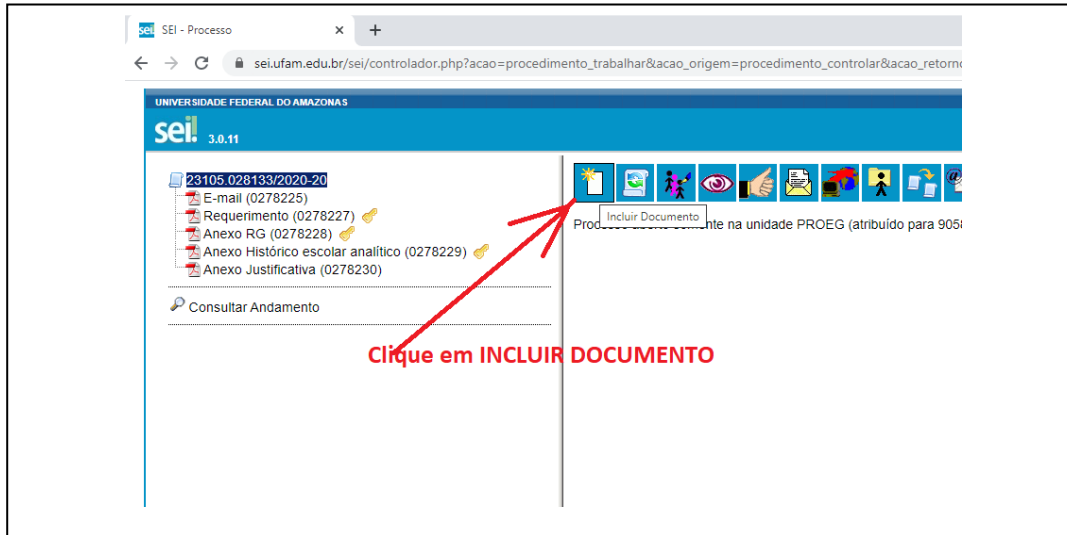 sei! SEI - Processo × +
sei.ufam.edu.br/sei/controlador.php?acao=procedimento_trabalhar&acao_origem=procedimento_controlar&acao_retorno
UNIVERSIDADE FEDERAL DO AMAZONAS
sei! 3.0.11
23105.028133/2020-20
E-mail (0278225)
Requerimento (0278227)
Anexo RG (0278228)
Anexo Histórico escolar analítico (0278229)
Anexo Justificativa (0278230)
Consultar Andamento
Incluir Documento
Processo aberto somente na unidade PROEG (atribuído para 9058
Clique em INCLUIR DOCUMENTO